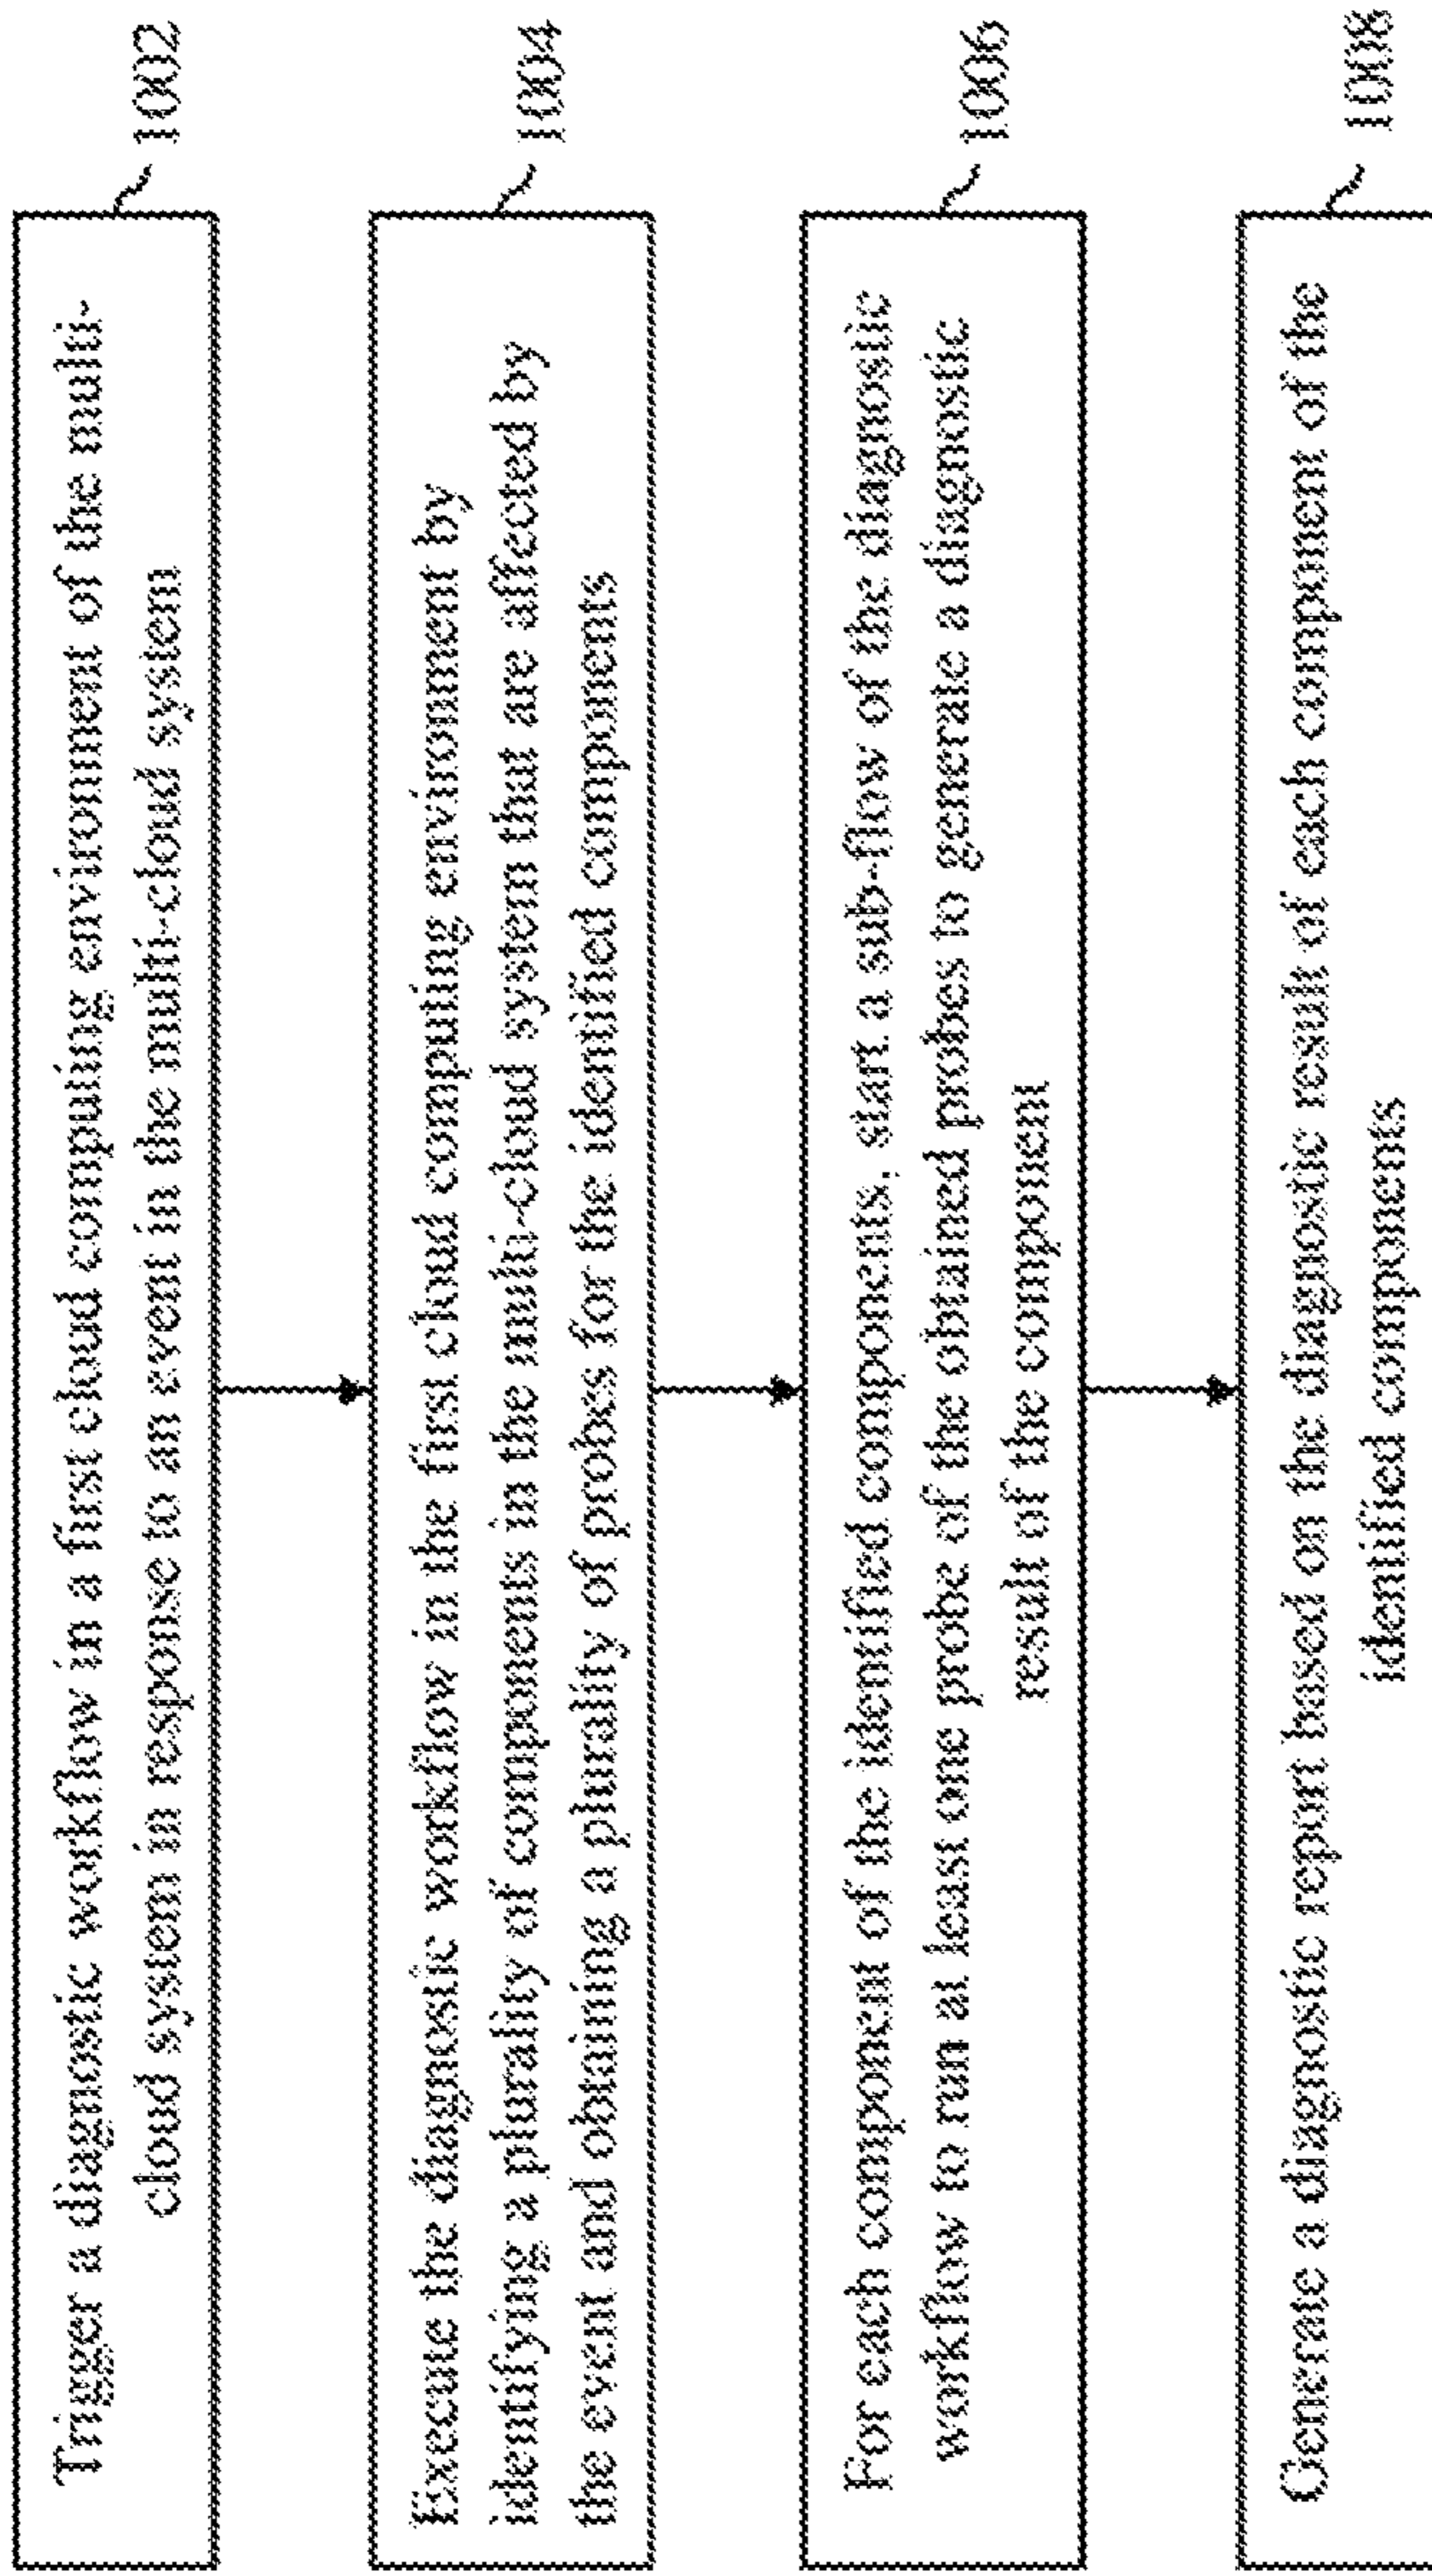 Trigger a diagnostic workflow in a first cloud computing environment of the multi-
cloud system in response to an event in the multi-cloud system
1002
Execute the diagnostic workflow in the first cloud computing environment by
identifying a plurality of components in the multi-cloud system that are affected by
the event and obtaining a plurality of probes for the identified components
1004
For each component of the identified components, start a sub-flow of the diagnostic
workflow to run at least one probe of the obtained probes to generate a diagnostic
result of the component
1006
Generate a diagnostic report based on the diagnostic result of each component of the
identified components
1008